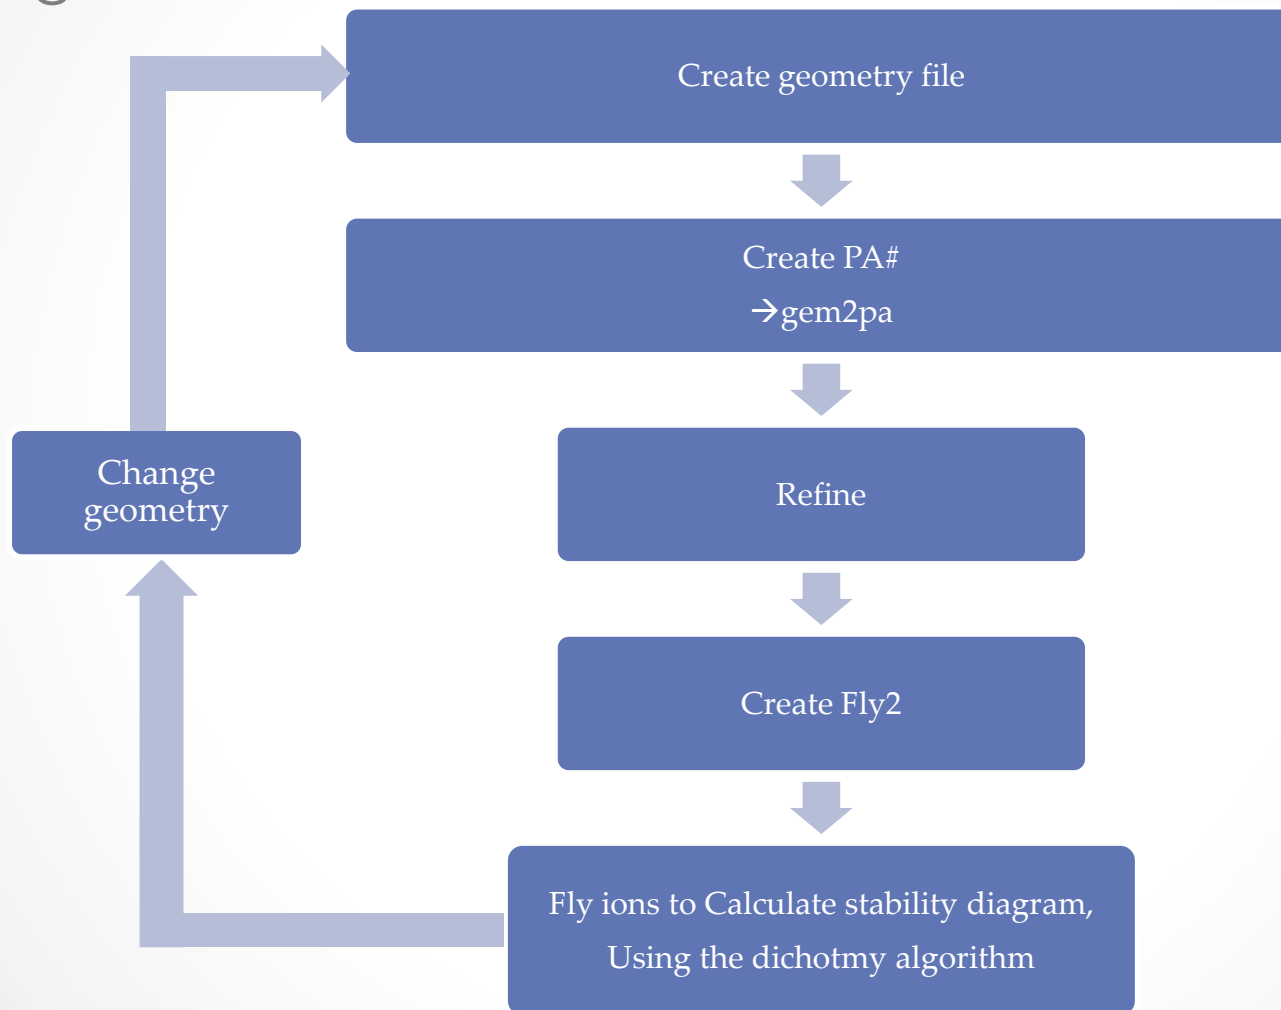 Create geometry file
Create PA#
→gem2pa
Change
geometry
Refine
Create Fly2
Fly ions to Calculate stability diagram,
Using the dichotmy algorithm